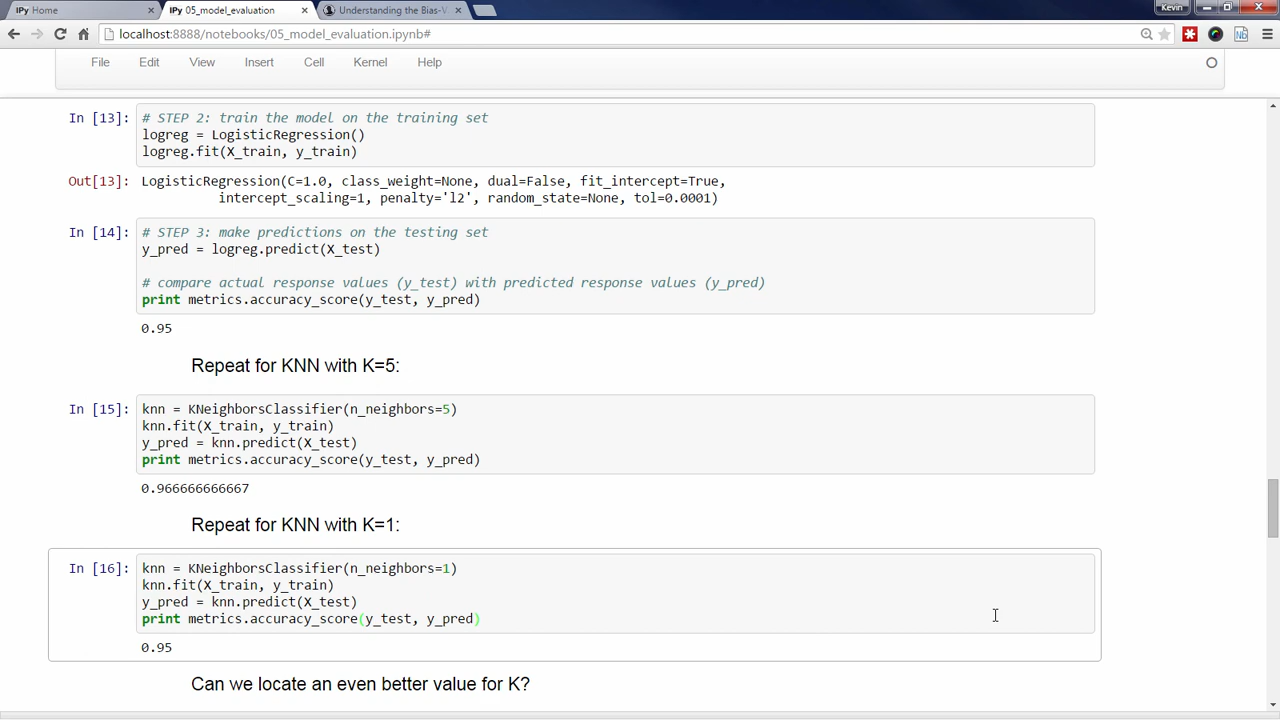 Kevin
IPy Home
IPy 05_model_evaluation
Understanding the Bias-V
localhost:8888/notebooks/05_model_evaluation.ipynb#
File Edit View Insert Cell Kernel Help
In [13]: # STEP 2: train the model on the training set
logreg = LogisticRegression()
logreg.fit(X_train, y_train)
Out[13]: LogisticRegression(C=1.0, class_weight=None, dual=False, fit_intercept=True,
intercept_scaling=1, penalty='l2', random_state=None, tol=0.0001)
In [14]: # STEP 3: make predictions on the testing set
y_pred = logreg.predict(X_test)
# compare actual response values (y_test) with predicted response values (y_pred)
print metrics.accuracy_score(y_test, y_pred)
0.95
Repeat for KNN with K=5:
In [15]: knn = KNeighborsClassifier(n_neighbors=5)
knn.fit(X_train, y_train)
y_pred = knn.predict(X_test)
print metrics.accuracy_score(y_test, y_pred)
0.966666666667
Repeat for KNN with K=1:
In [16]: knn = KNeighborsClassifier(n_neighbors=1)
knn.fit(X_train, y_train)
y_pred = knn.predict(X_test)
print metrics.accuracy_score(y_test, y_pred)
0.95
Can we locate an even better value for K?